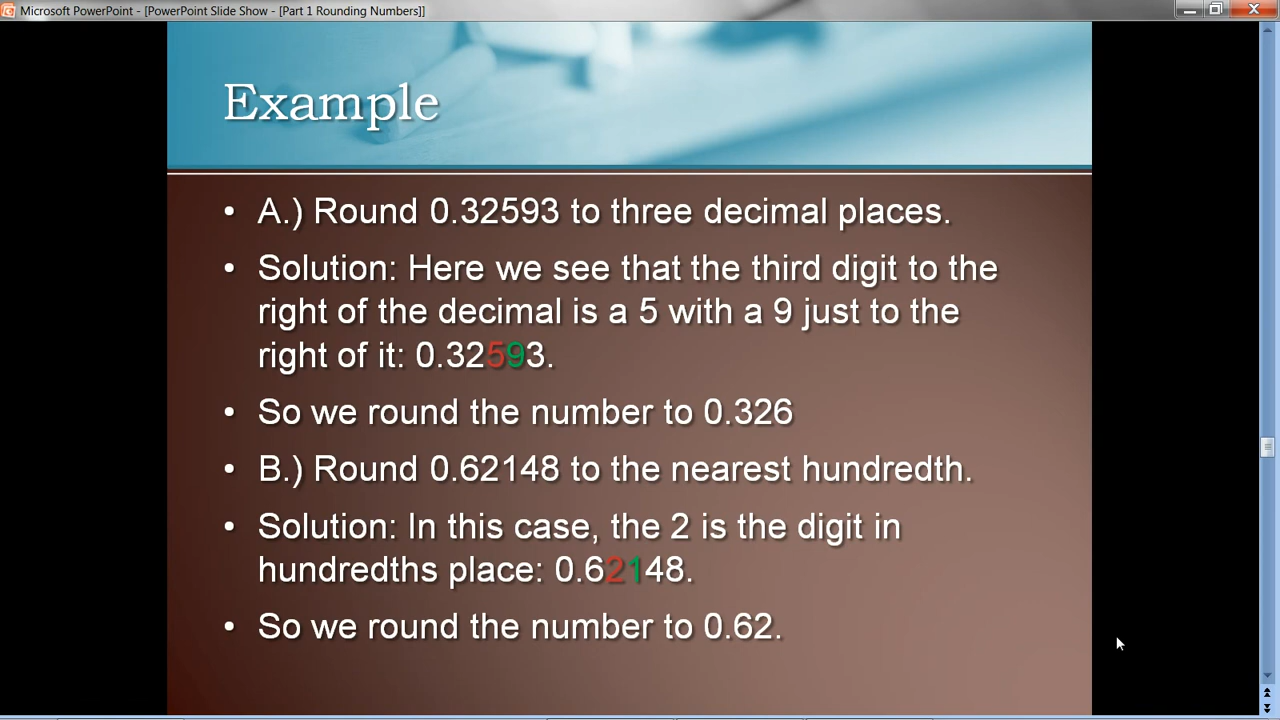 Microsoft PowerPoint - [PowerPoint Slide Show - [Part 1 Rounding Numbers]]
Example
• A.) Round 0.32593 to three decimal places.
• Solution: Here we see that the third digit to the
right of the decimal is a 5 with a 9 just to the
right of it: 0.32593.
• So we round the number to 0.326
• B.) Round 0.62148 to the nearest hundredth.
• Solution: In this case, the 2 is the digit in
hundredths place: 0.62148.
• So we round the number to 0.62.